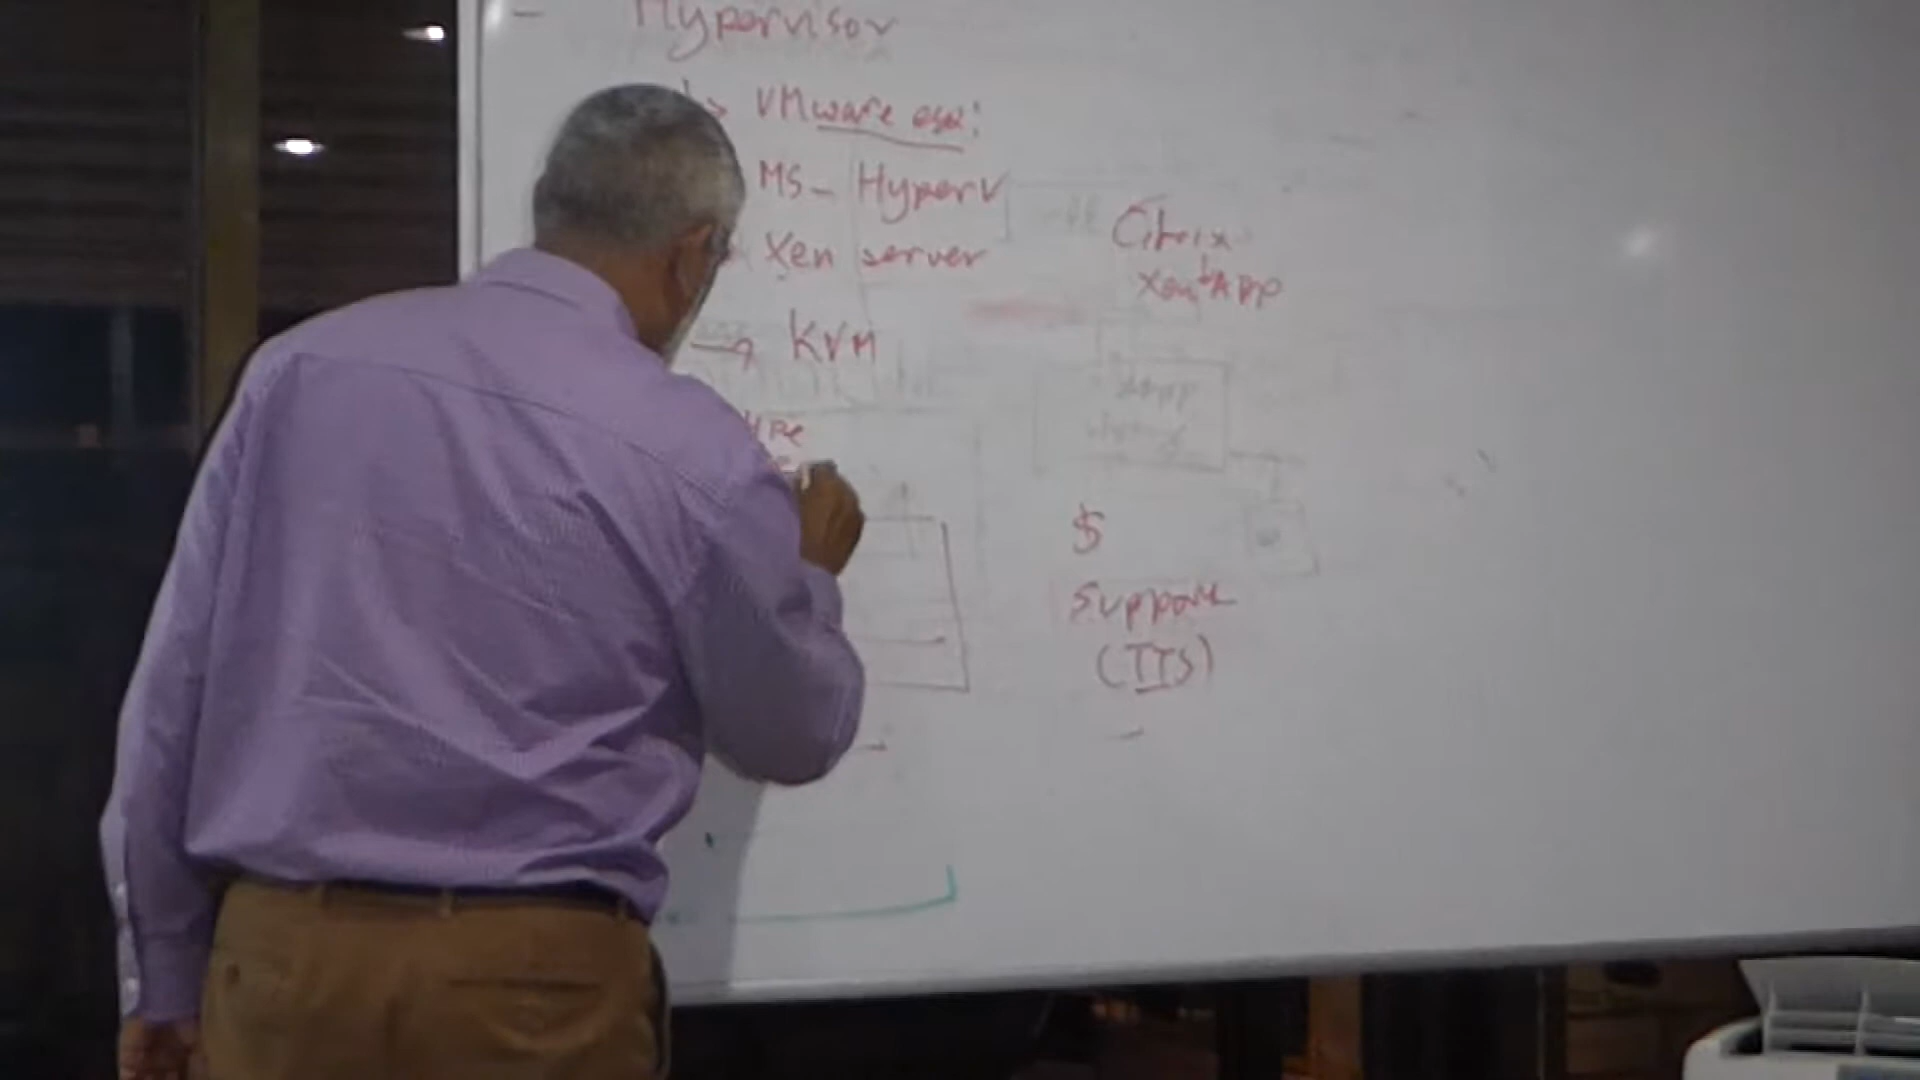 Hypervisor
VMware esxi
MS - Hyperv
Xen server
Citrix
XenApp
KVM
$
Support
(TTS)